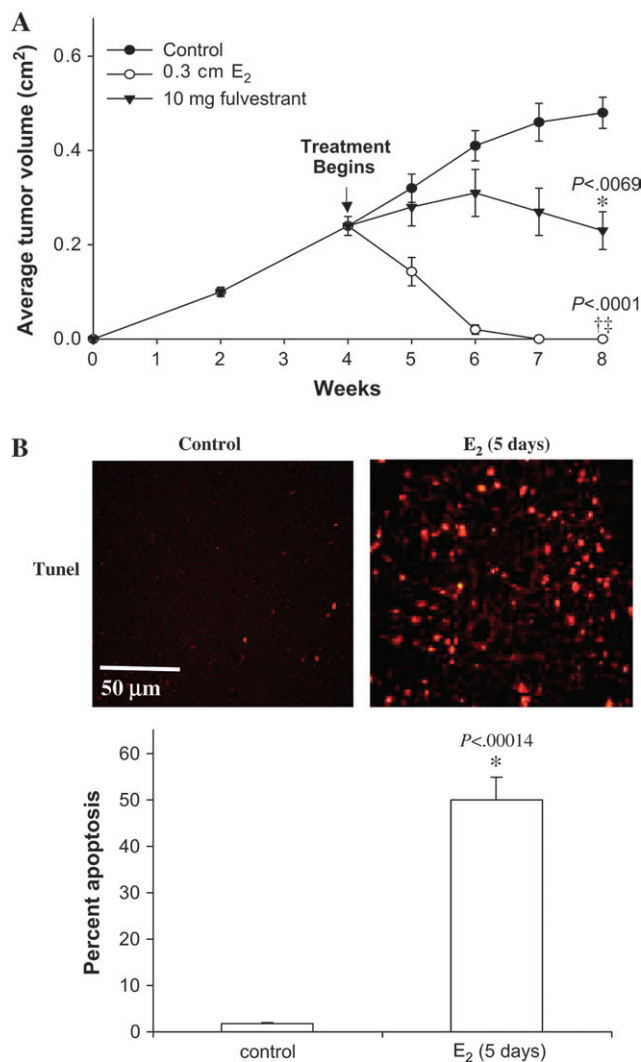 A
Average tumor volume (cm²)
0.6
0.4
0.2
0.0
Control
0.3 cm E₂
10 mg fulvestrant
Treatment
Begins
P<.0069
*
P<.0001
†‡
0 1 2 3 4 5 6 7 8
Weeks
B
Control
E₂ (5 days)
Tunel
50 μm
Percent apoptosis
60
50
40
30
20
10
0
P<.00014
*
control
E₂ (5 days)